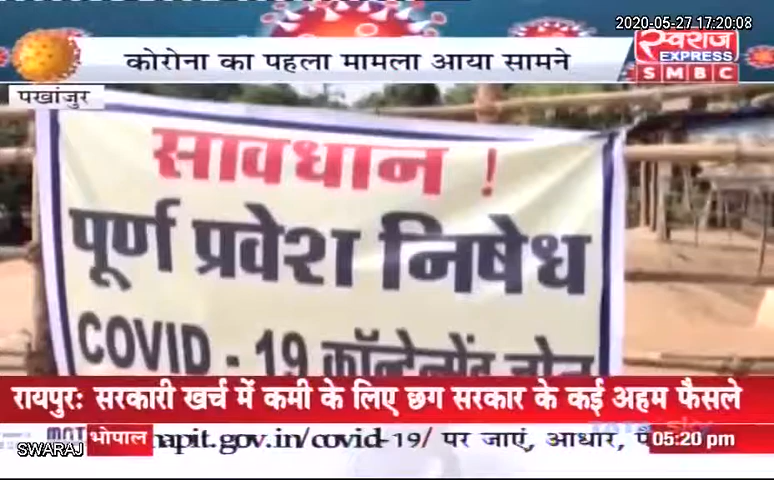 2020-05-27 17:20:08
कोरोना का पहला मामला आया सामने
स्वराज
EXPRESS
SMBC
पखांजुर
सावधान !
पूर्ण प्रवेश निषेध
COVID - 19 कॉन्टेन्मेंट जोन
रायपुर: सरकारी खर्च में कमी के लिए छग सरकार के कई अहम फैसले
भोपाल
mapit.gov.in/covid-19/ पर जाएं, आधार,
05:20 pm
SWARAJ